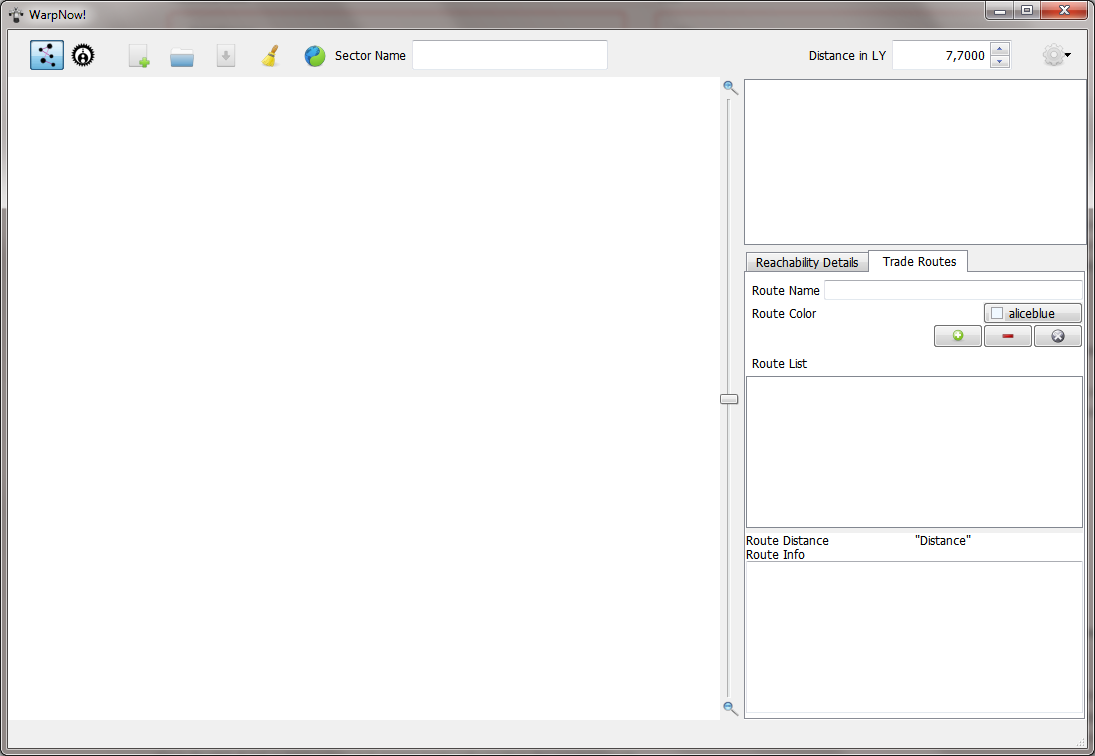 WarpNow!
Sector Name
Distance in LY 7,7000
Reachability Details Trade Routes
Route Name
Route Color aliceblue
Route List
Route Distance "Distance"
Route Info